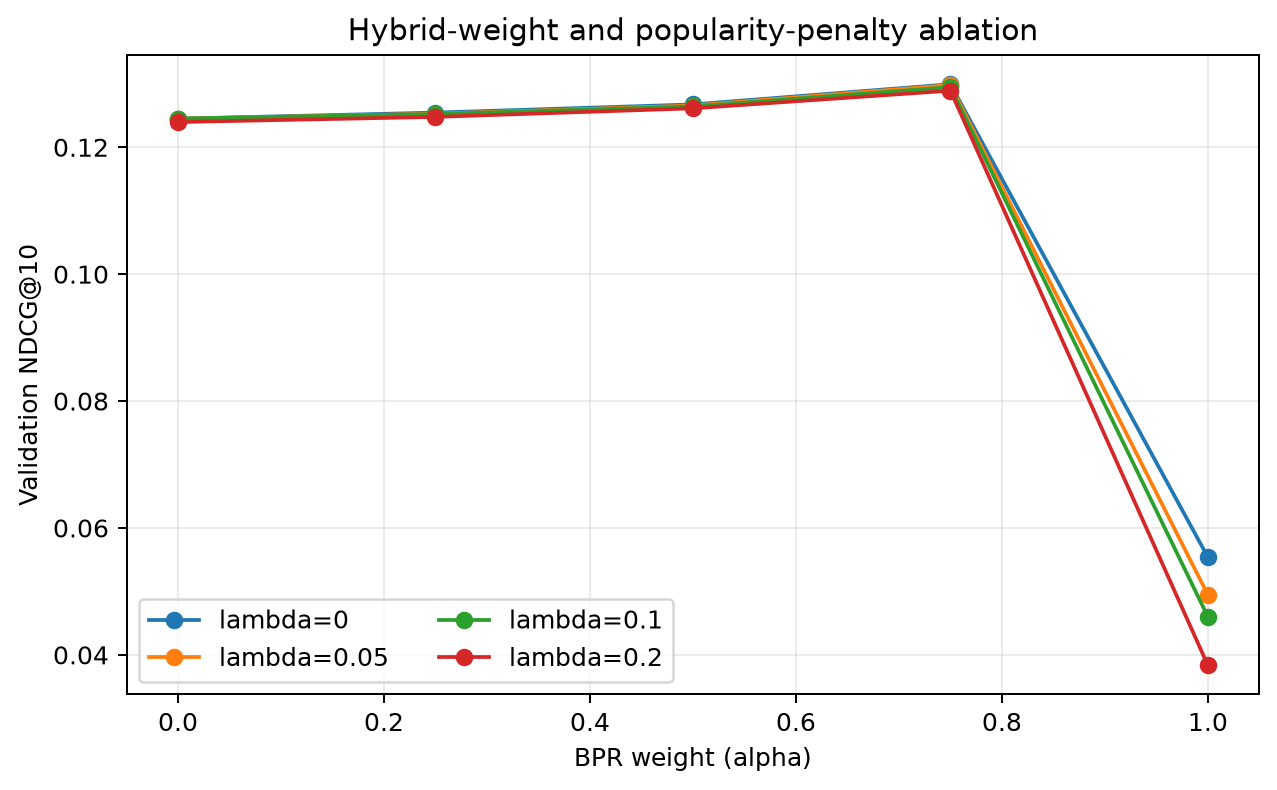 Hybrid-weight and popularity-penalty ablation
Validation NDCG@10
0.12
0.10
0.08
0.06
0.04
lambda=0
lambda=0.05
lambda=0.1
lambda=0.2
0.0 0.2 0.4 0.6 0.8 1.0
BPR weight (alpha)